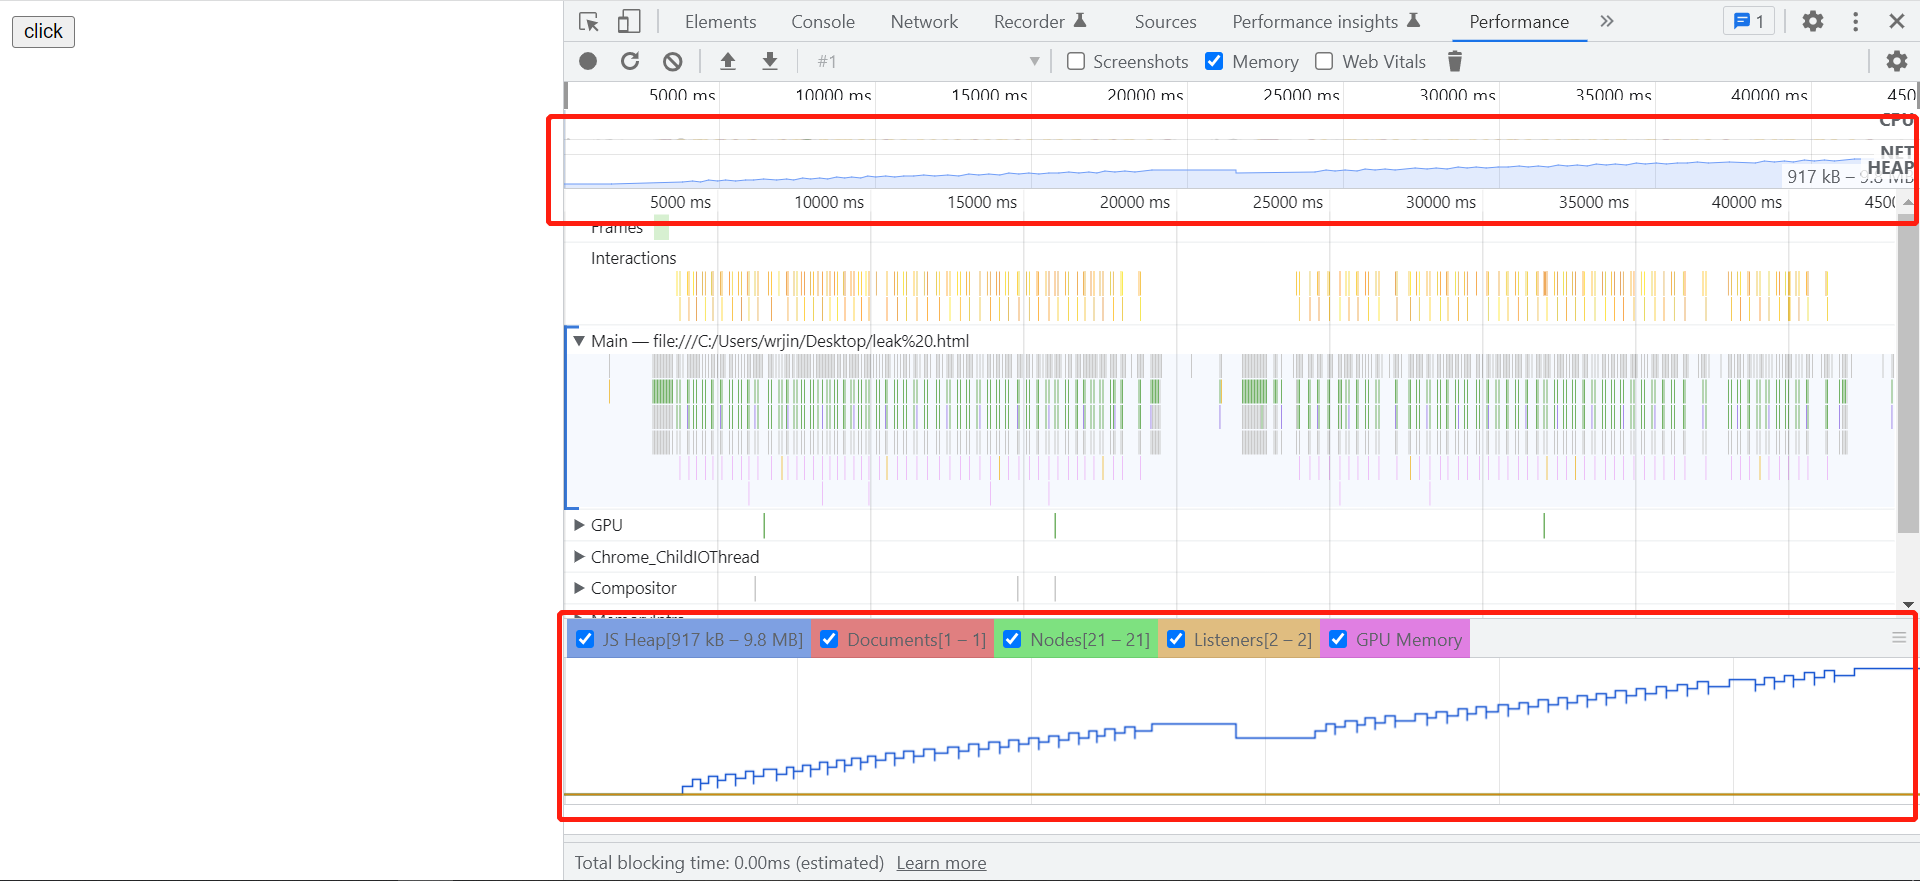 click
Elements Console Network Recorder Sources Performance insights Performance 1
#1 Screenshots Memory Web Vitals
5000 ms 10000 ms 15000 ms 20000 ms 25000 ms 30000 ms 35000 ms 40000 ms 450
CPU
NET
HEAP
917 kB – 9.8 MB
5000 ms 10000 ms 15000 ms 20000 ms 25000 ms 30000 ms 35000 ms 40000 ms 4500
Frames
Interactions
Main — file:///C:/Users/wrjin/Desktop/leak%20.html
GPU
Chrome_ChildIOThread
Compositor
JS Heap[917 kB – 9.8 MB] Documents[1 – 1] Nodes[21 – 21] Listeners[2 – 2] GPU Memory
Total blocking time: 0.00ms (estimated) Learn more